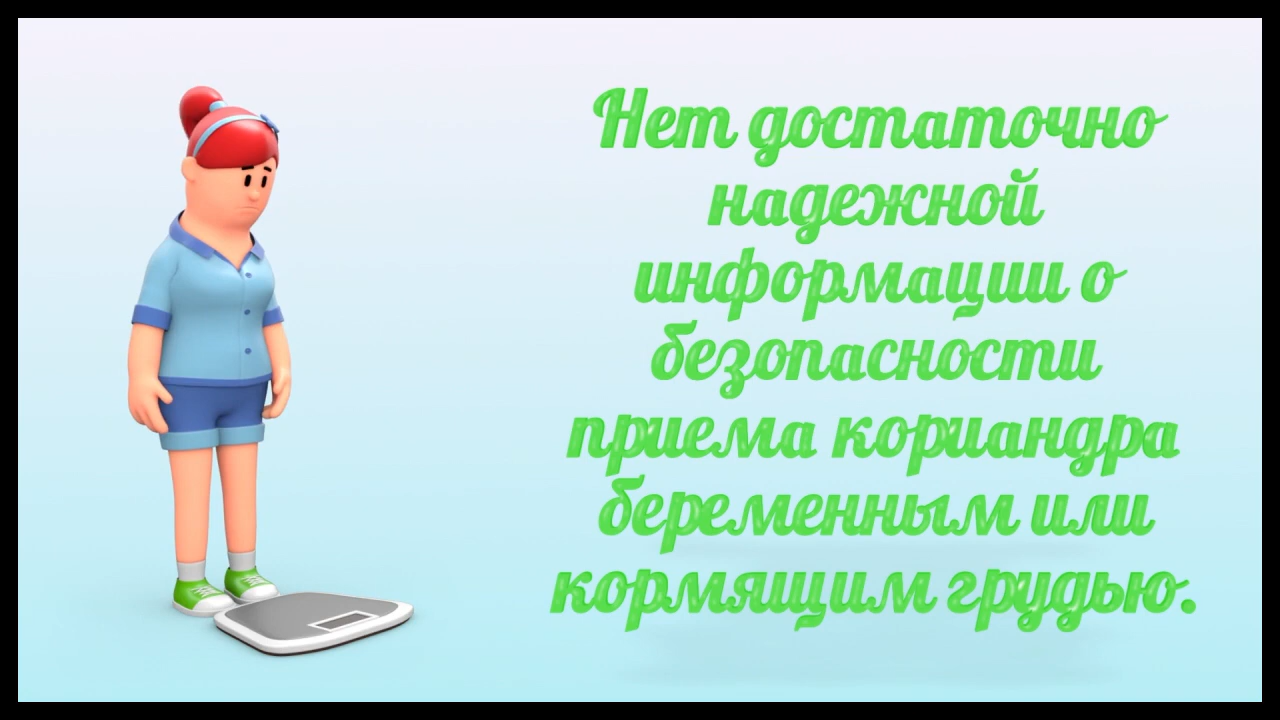 Нет достаточно
надежной
информации о
безопасности
приема кориандра
беременным или
кормящим грудью.